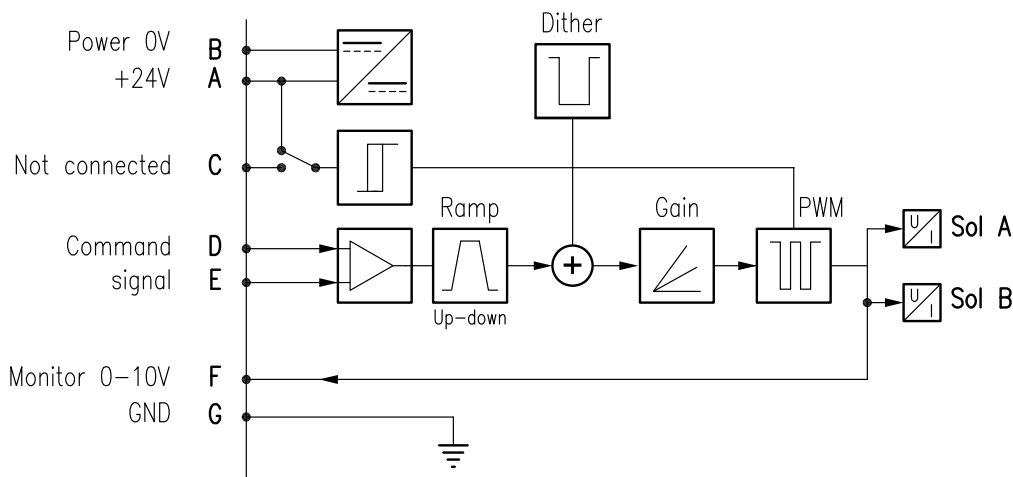 Dither
Power 0V B
+24V A
Not connected C
Ramp Gain PWM
Command D
signal E
Up-down
U I Sol A
U I Sol B
Monitor 0-10V F
GND G
+